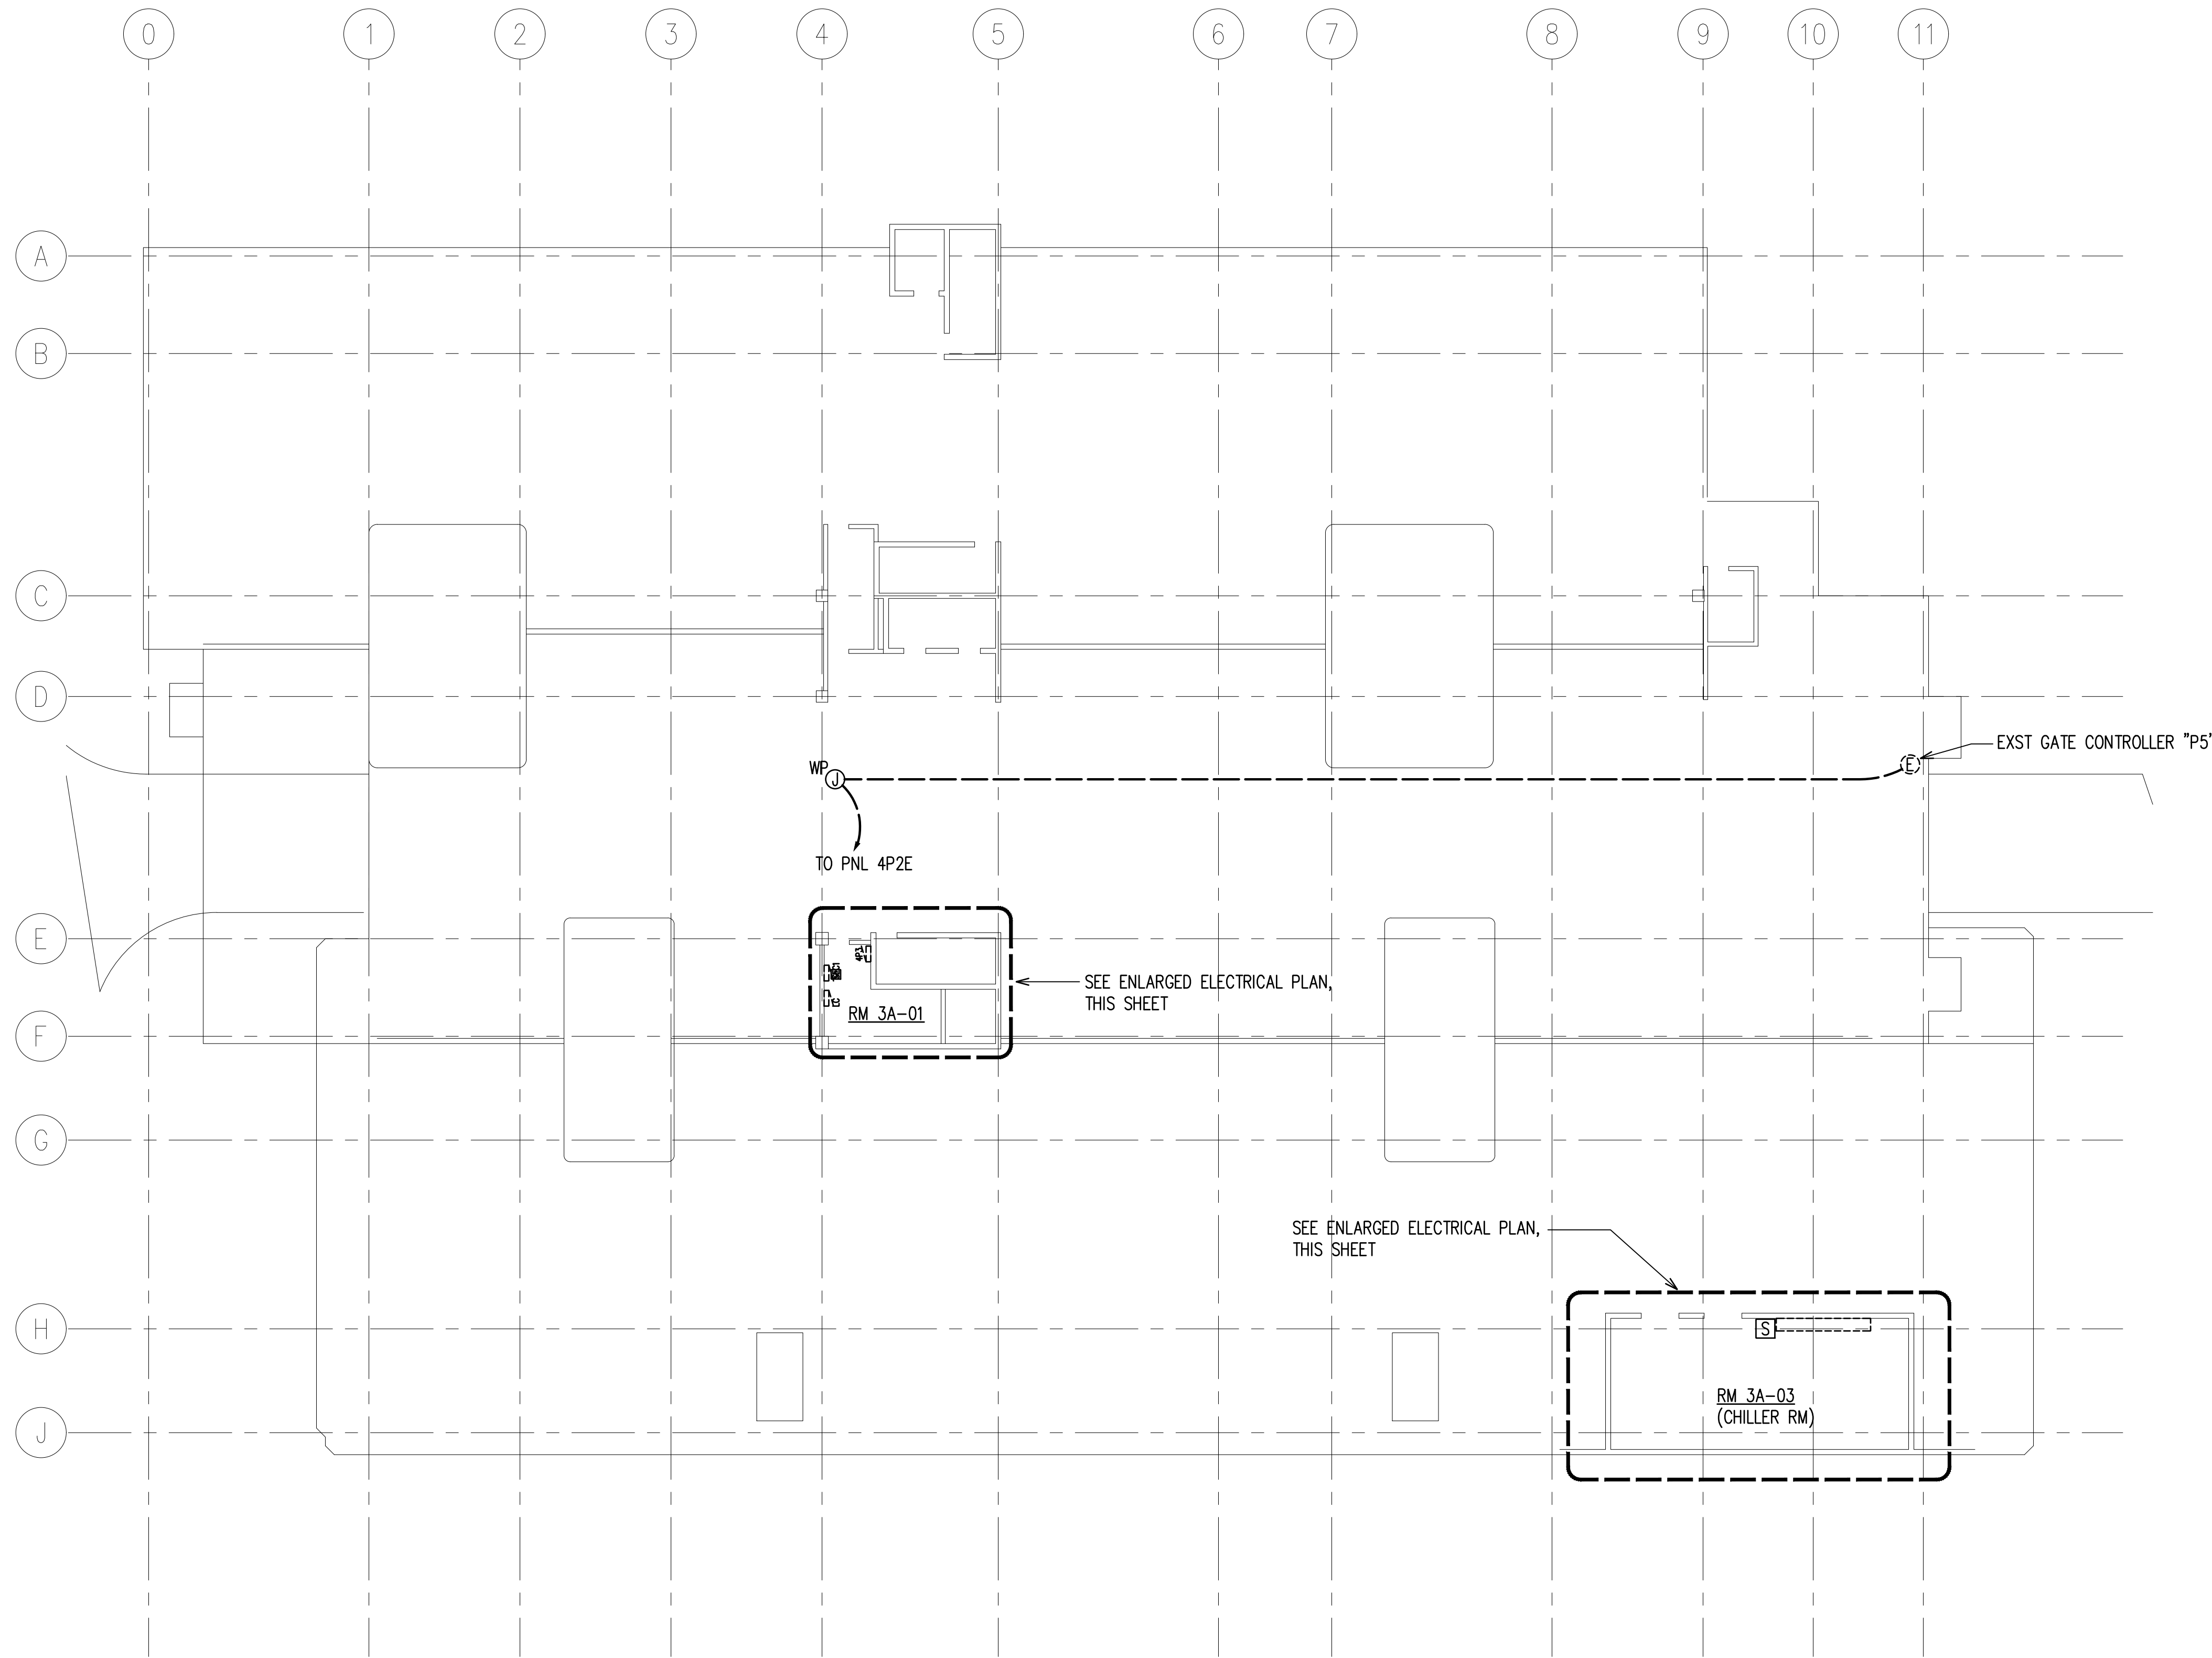 0 1 2 3 4 5 6 7 8 9 10 11
A
B
C
D
EXST GATE CONTROLLER "P5"
WP
J
E
TO PNL 4P2E
E
SEE ENLARGED ELECTRICAL PLAN,
THIS SHEET
RM 3A-01
F
G
SEE ENLARGED ELECTRICAL PLAN,
THIS SHEET
H
S
RM 3A-03
(CHILLER RM)
J